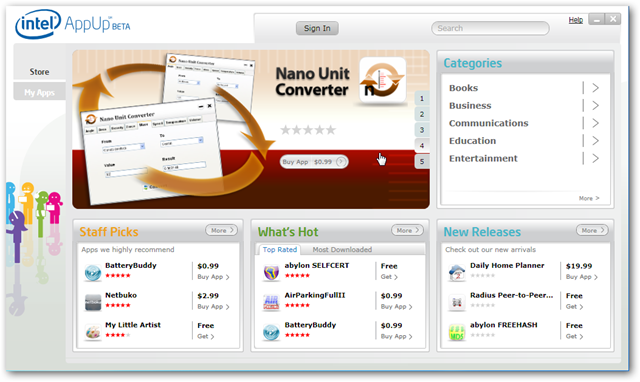 intel AppUp™ BETA
Sign In
Search
Help
Store
My Apps
Nano Unit
Converter
Buy App $0.99
1
2
3
4
5
Nano Unit Converter
From
To
Value
Result
Categories
Books
Business
Communications
Education
Entertainment
More >
Staff Picks
More >
Apps we highly recommend
BatteryBuddy $0.99
Buy App >
Netbuko $2.99
Buy App >
My Little Artist Free
Get >
What's Hot
More >
Top Rated Most Downloaded
abylon SELFCERT Free
Get >
AirParkingFullII $0.99
Buy App >
BatteryBuddy $0.99
Buy App >
New Releases
More >
Check out our new arrivals
Daily Home Planner $19.99
Buy App >
Radius Peer-to-Peer... Free
Get >
abylon FREEHASH Free
Get >